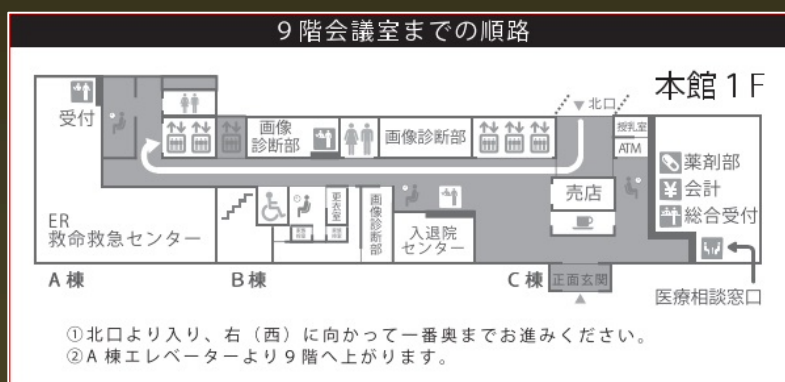 ９階会議室までの順路
本館１F
▼北口
受付
画像
診断部
画像診断部
授乳室
ATM
薬剤部
¥会計
総合受付
売店
更衣室
画像診断部
入退院
センター
ER
救命救急センター
A棟
B棟
C棟
正面玄関
医療相談窓口
①北口より入り、右（西）に向かって一番奥までお進みください。
②A棟エレベーターより９階へ上がります。